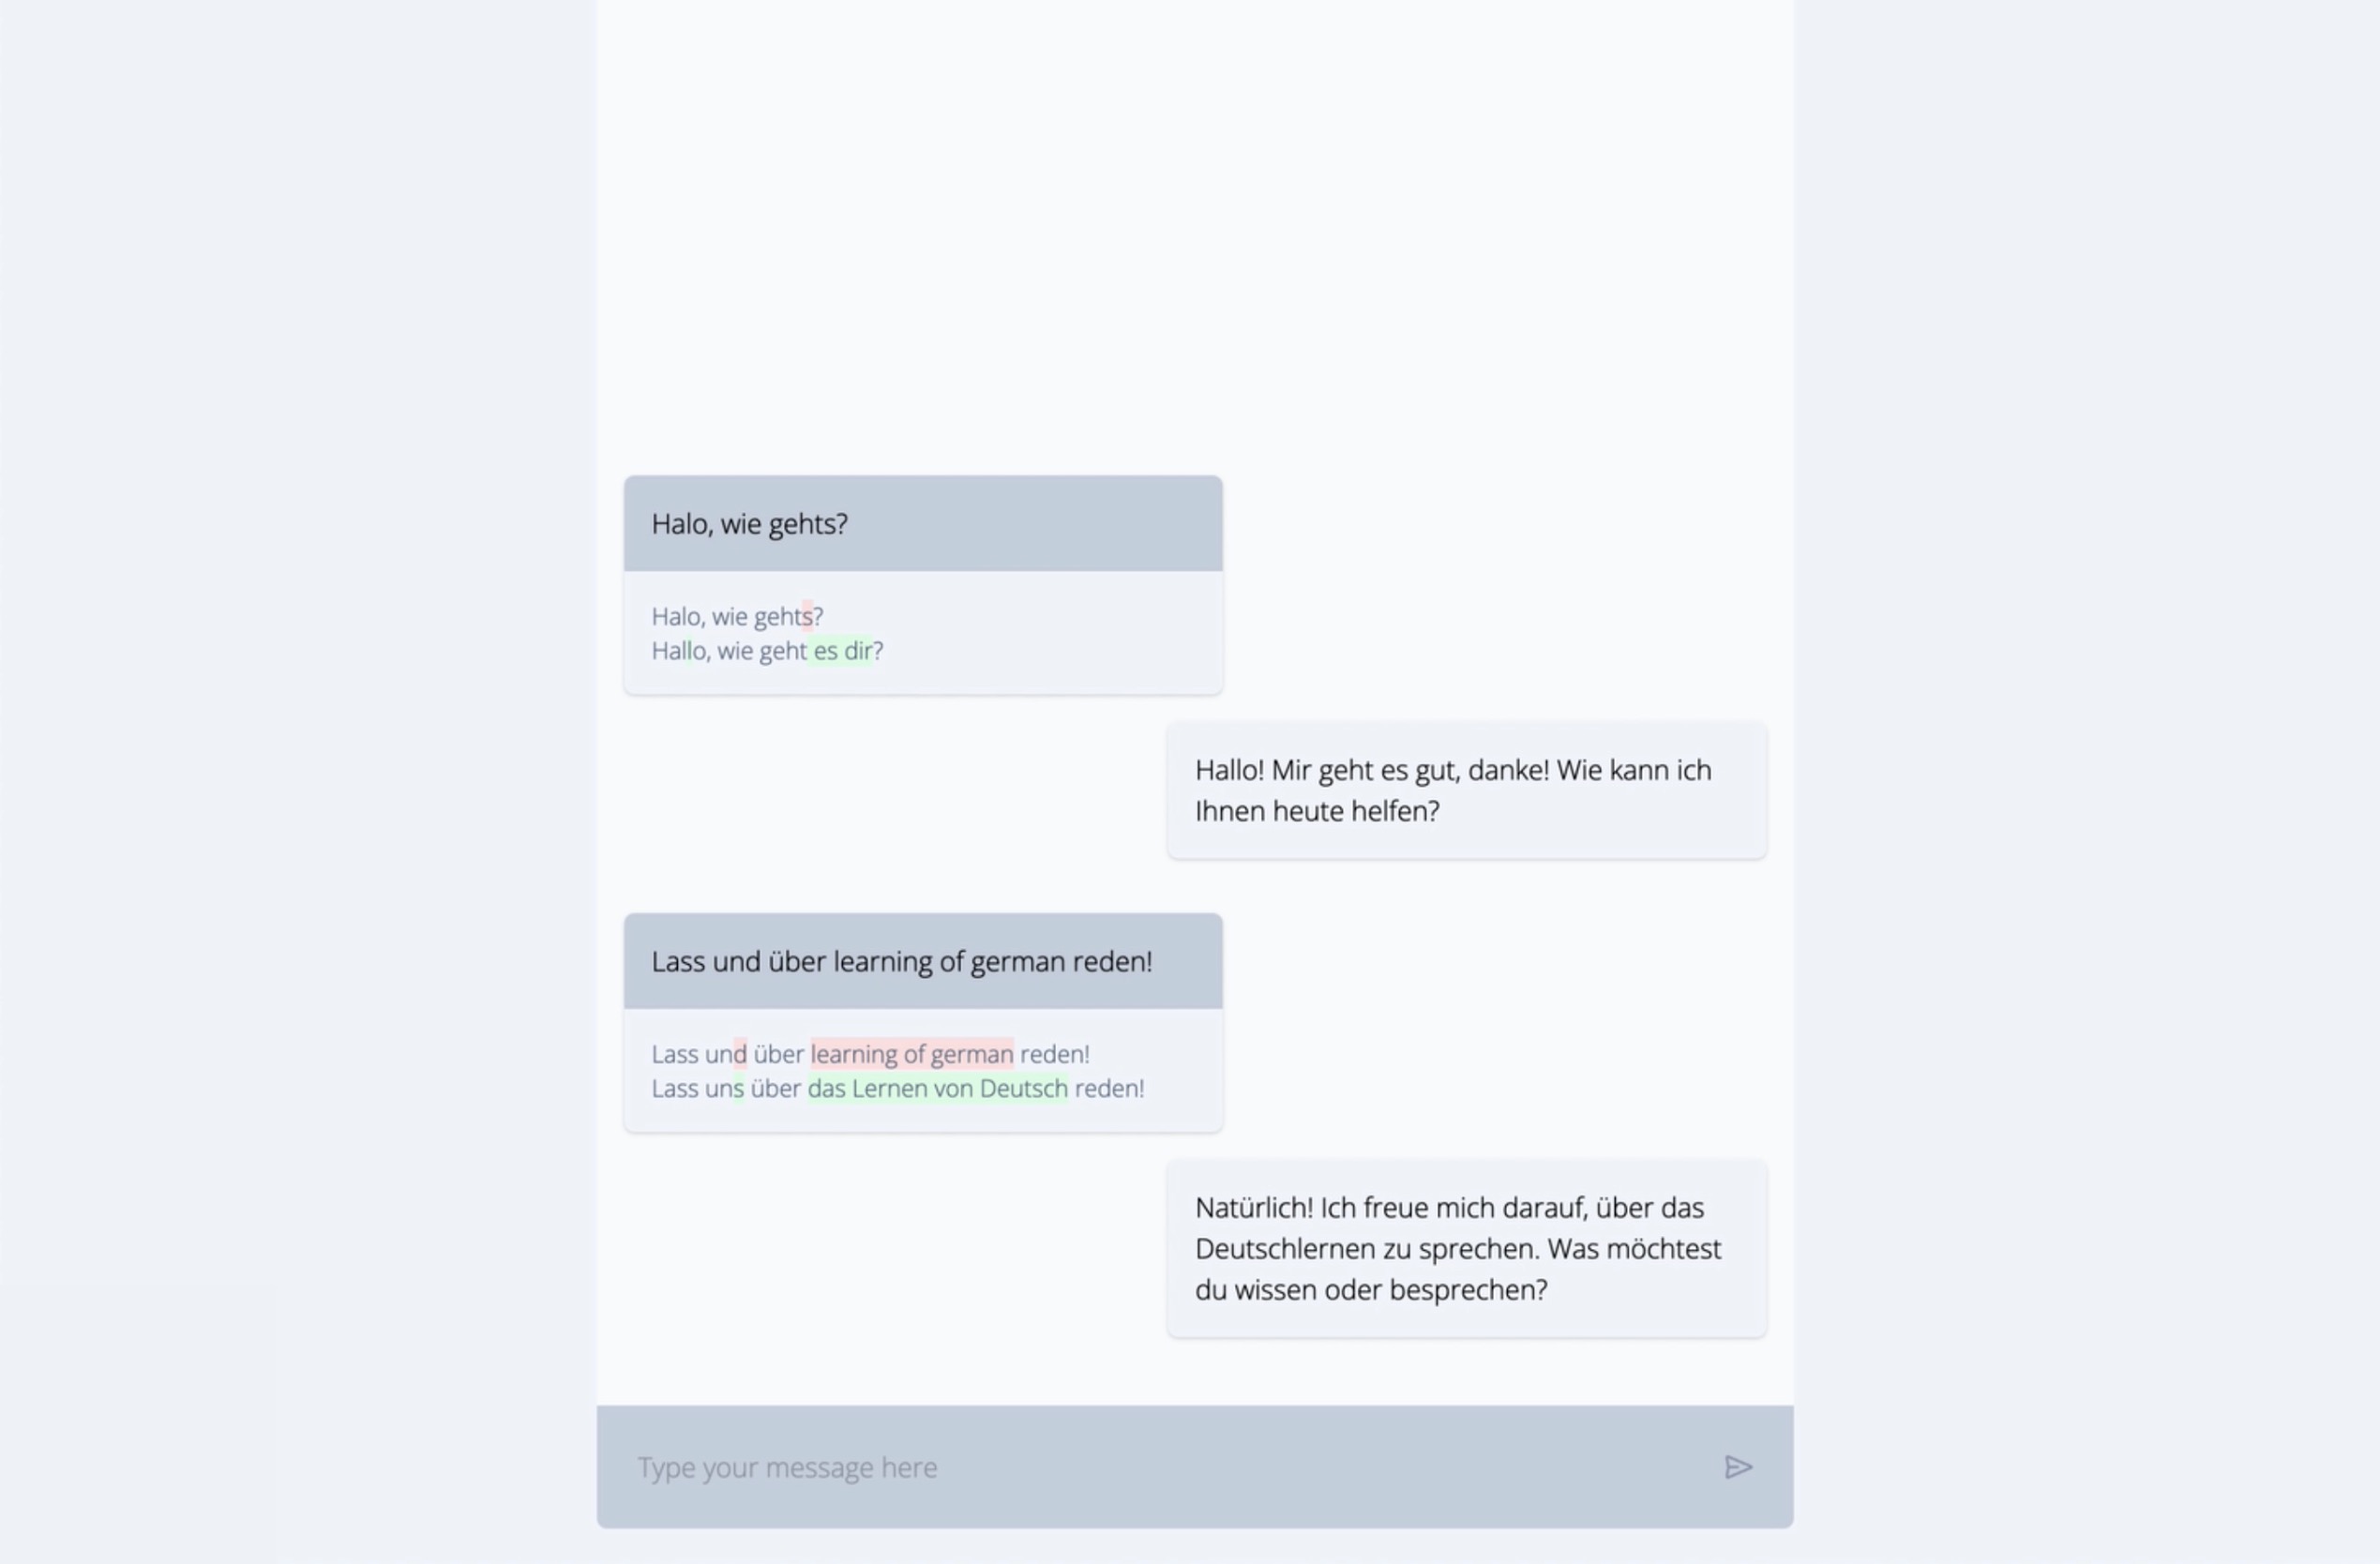 Halo, wie gehts?
Halo, wie gehts?
Hallo, wie geht es dir?
Hallo! Mir geht es gut, danke! Wie kann ich
Ihnen heute helfen?
Lass und über learning of german reden!
Lass und über learning of german reden!
Lass uns über das Lernen von Deutsch reden!
Natürlich! Ich freue mich darauf, über das
Deutschlernen zu sprechen. Was möchtest
du wissen oder besprechen?
Type your message here